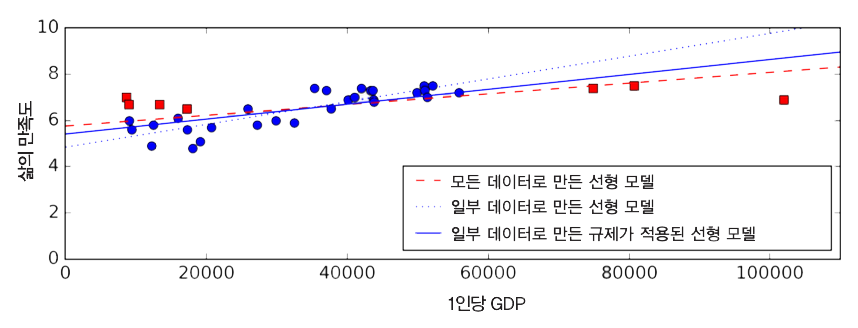 10
8
6
4
2
0
삶의 만족도
모든 데이터로 만든 선형 모델
일부 데이터로 만든 선형 모델
일부 데이터로 만든 규제가 적용된 선형 모델
0 20000 40000 60000 80000 100000
1인당 GDP